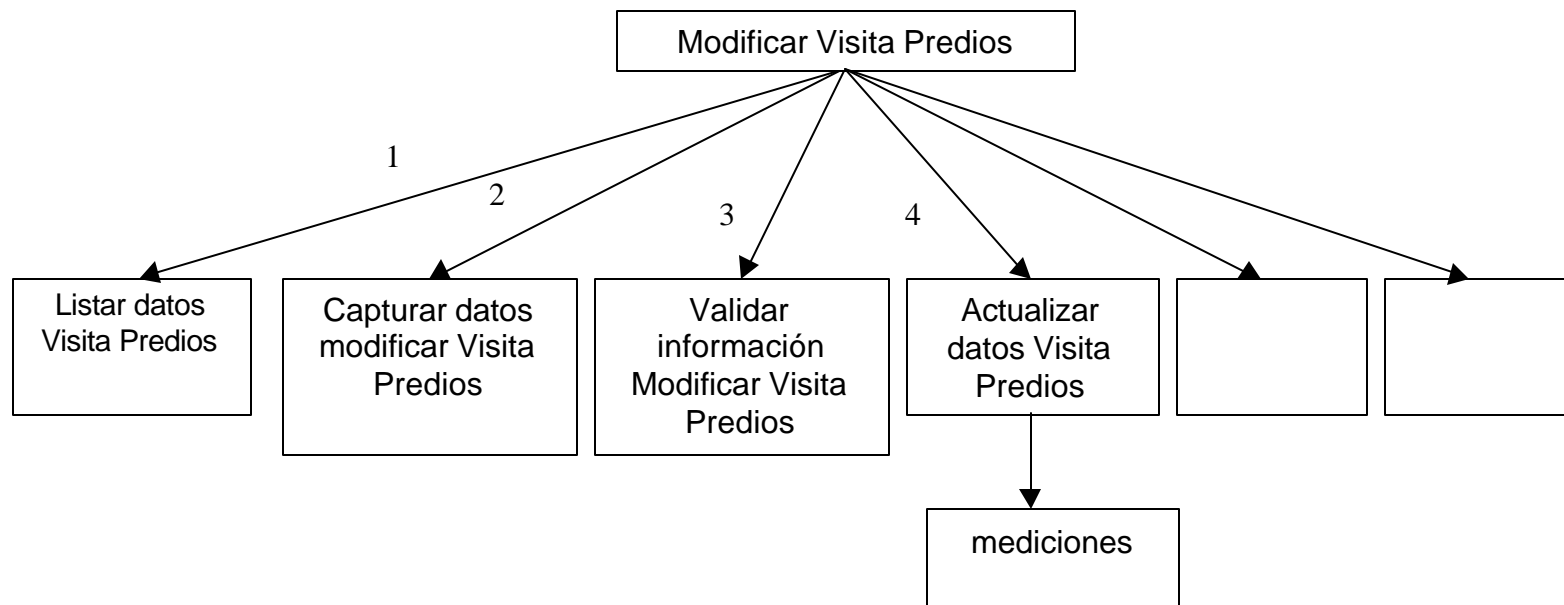 Modificar Visita Predios
1
2
3
4
Listar datos
Visita Predios
Capturar datos
modificar Visita
Predios
Validar
información
Modificar Visita
Predios
Actualizar
datos Visita
Predios
mediciones